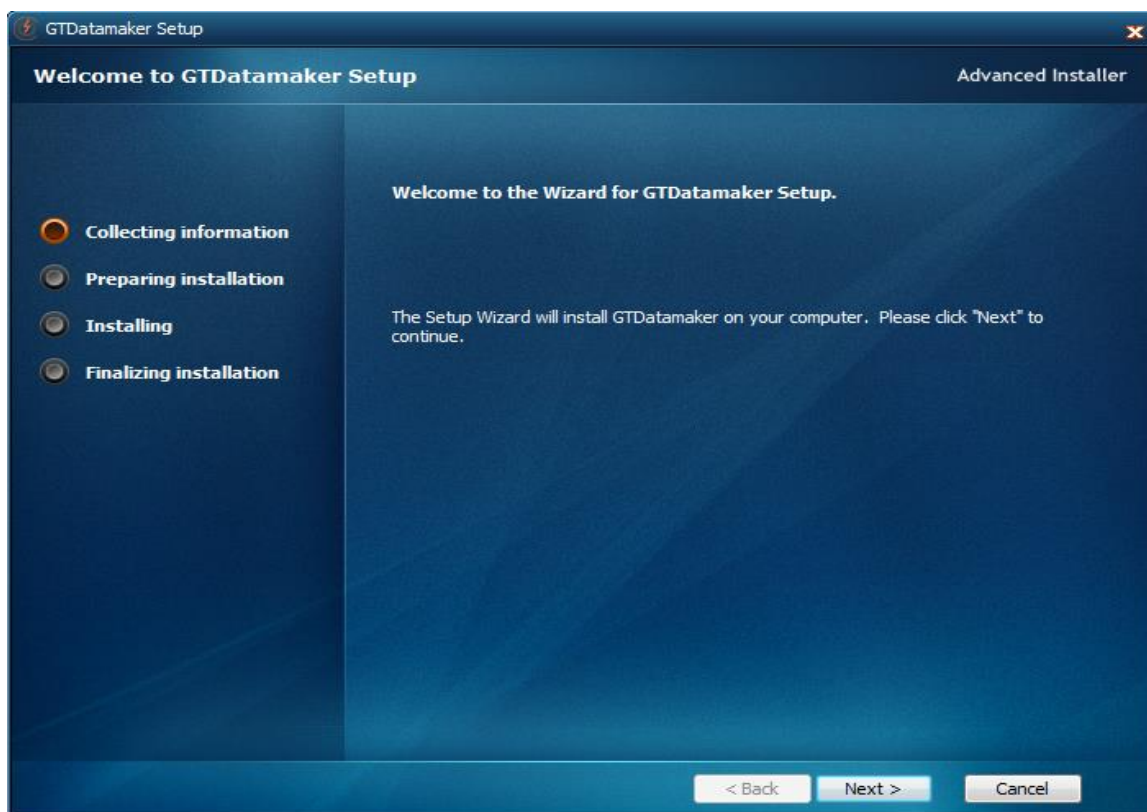 GTDatamaker Setup
Welcome to GTDatamaker Setup
Advanced Installer
Welcome to the Wizard for GTDatamaker Setup.
Collecting information
Preparing installation
Installing
Finalizing installation
The Setup Wizard will install GTDatamaker on your computer. Please click "Next" to
continue.
< Back
Next >
Cancel